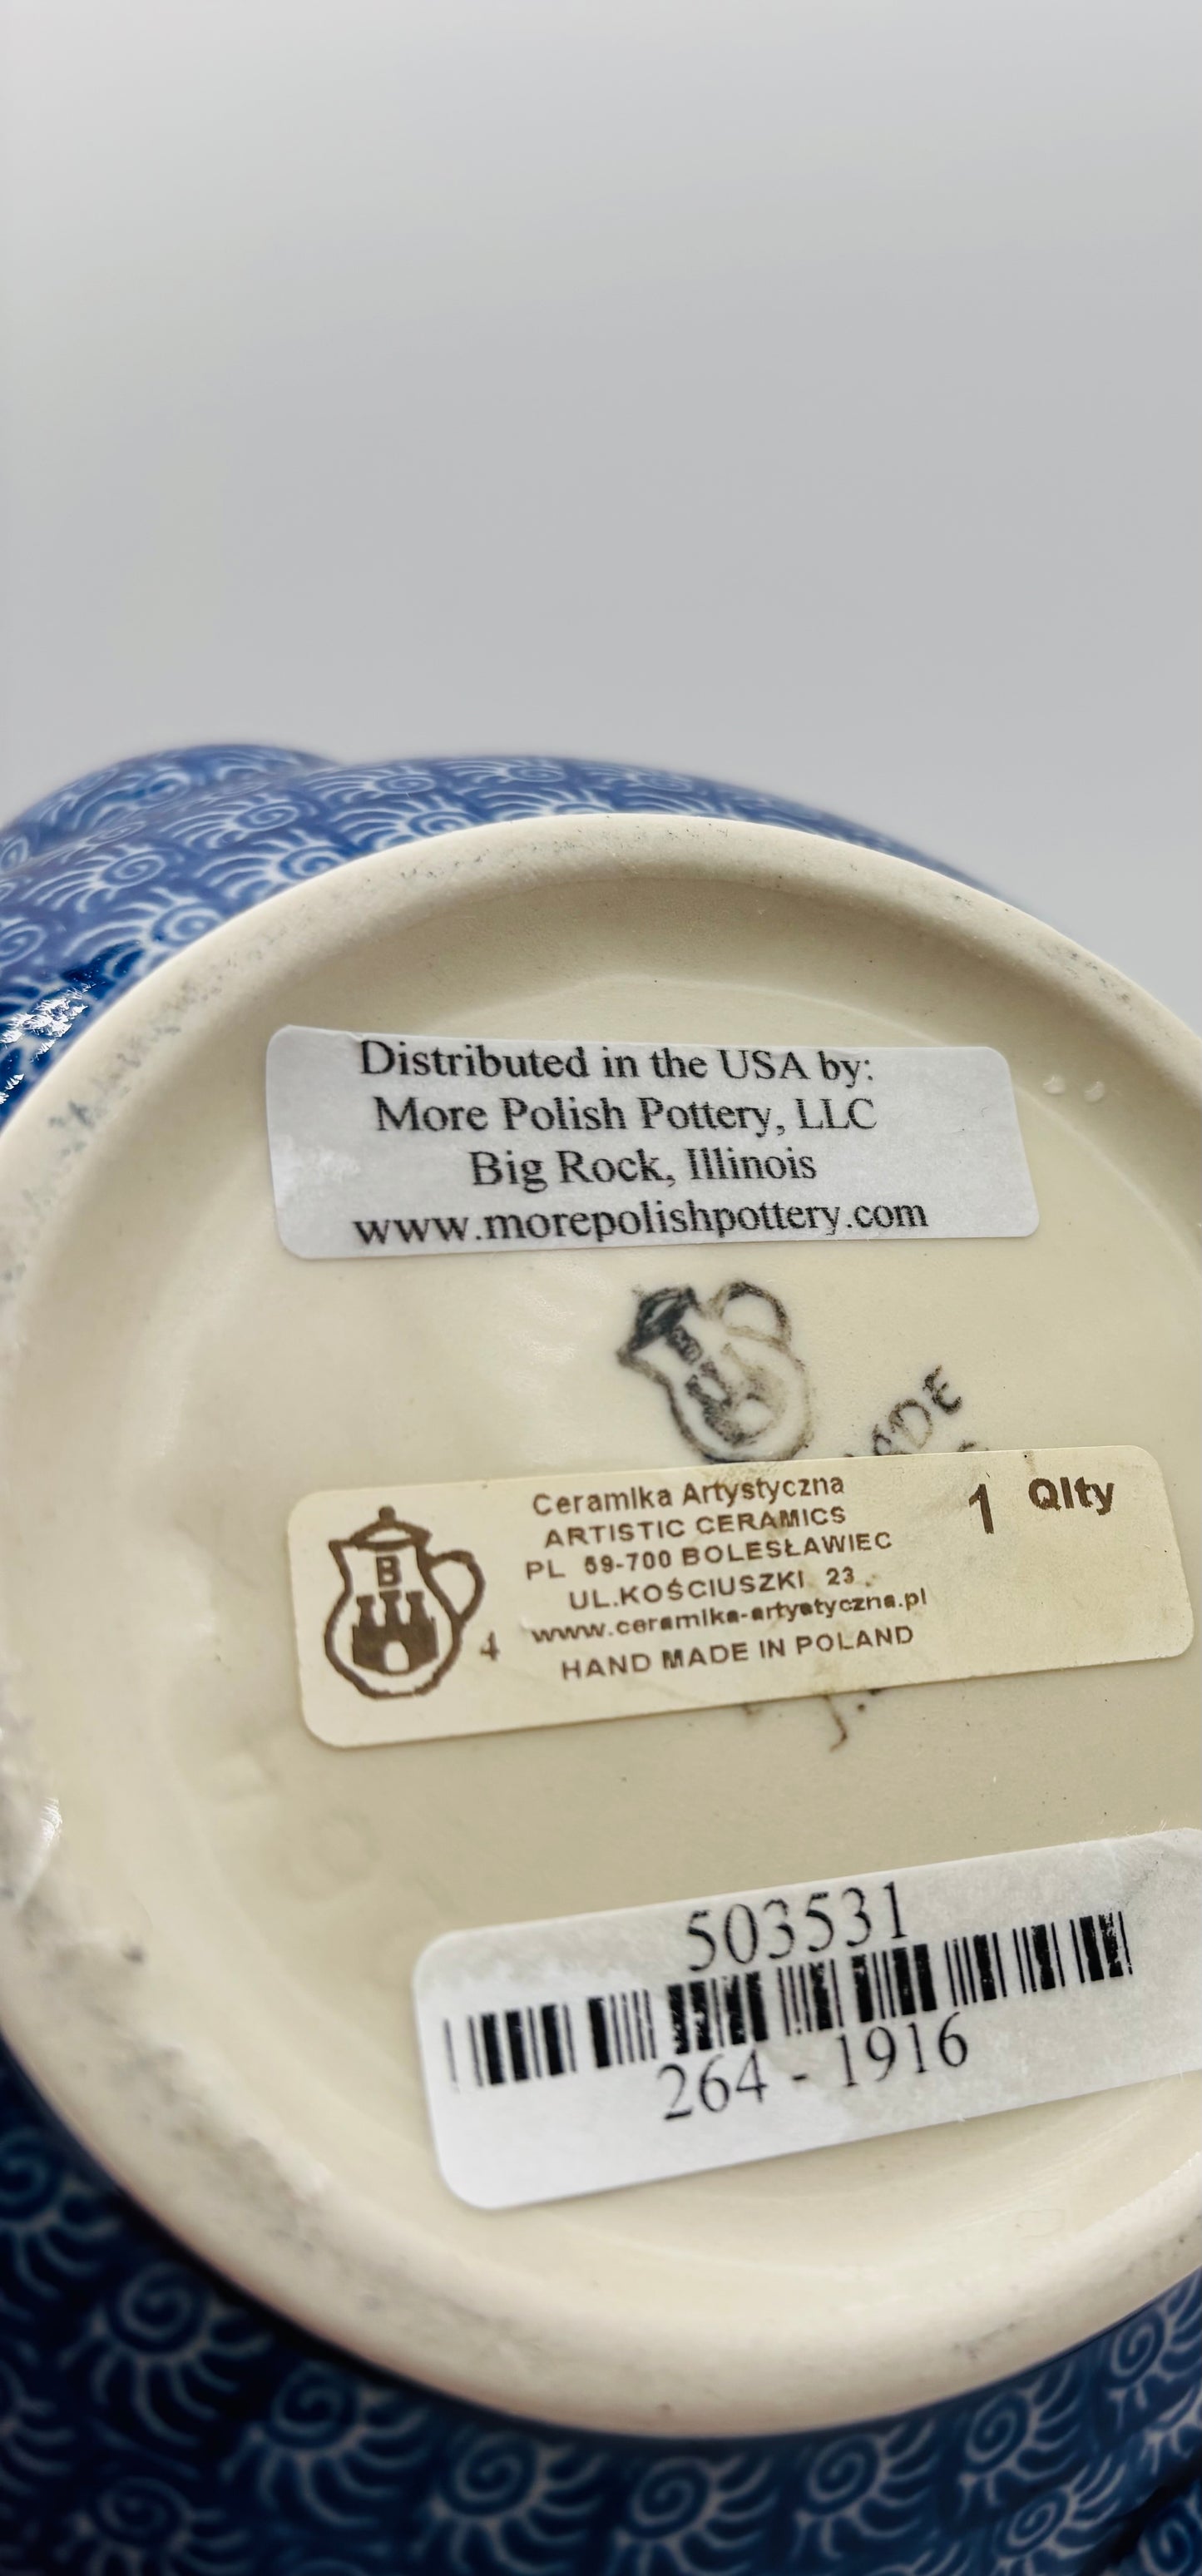 Distributed in the USA by:
More Polish Pottery, LLC
Big Rock, Illinois
www.morepolishpottery.com
ADE
Ceramika Artystyczna
ARTISTIC CERAMICS
1 Qlty
PL 59-700 BOLESŁAWIEC
UL.KOŚCIUSZKI 23
www.ceramika-artystyczna.pl
HAND MADE IN POLAND
B
4
503531
264 - 1916